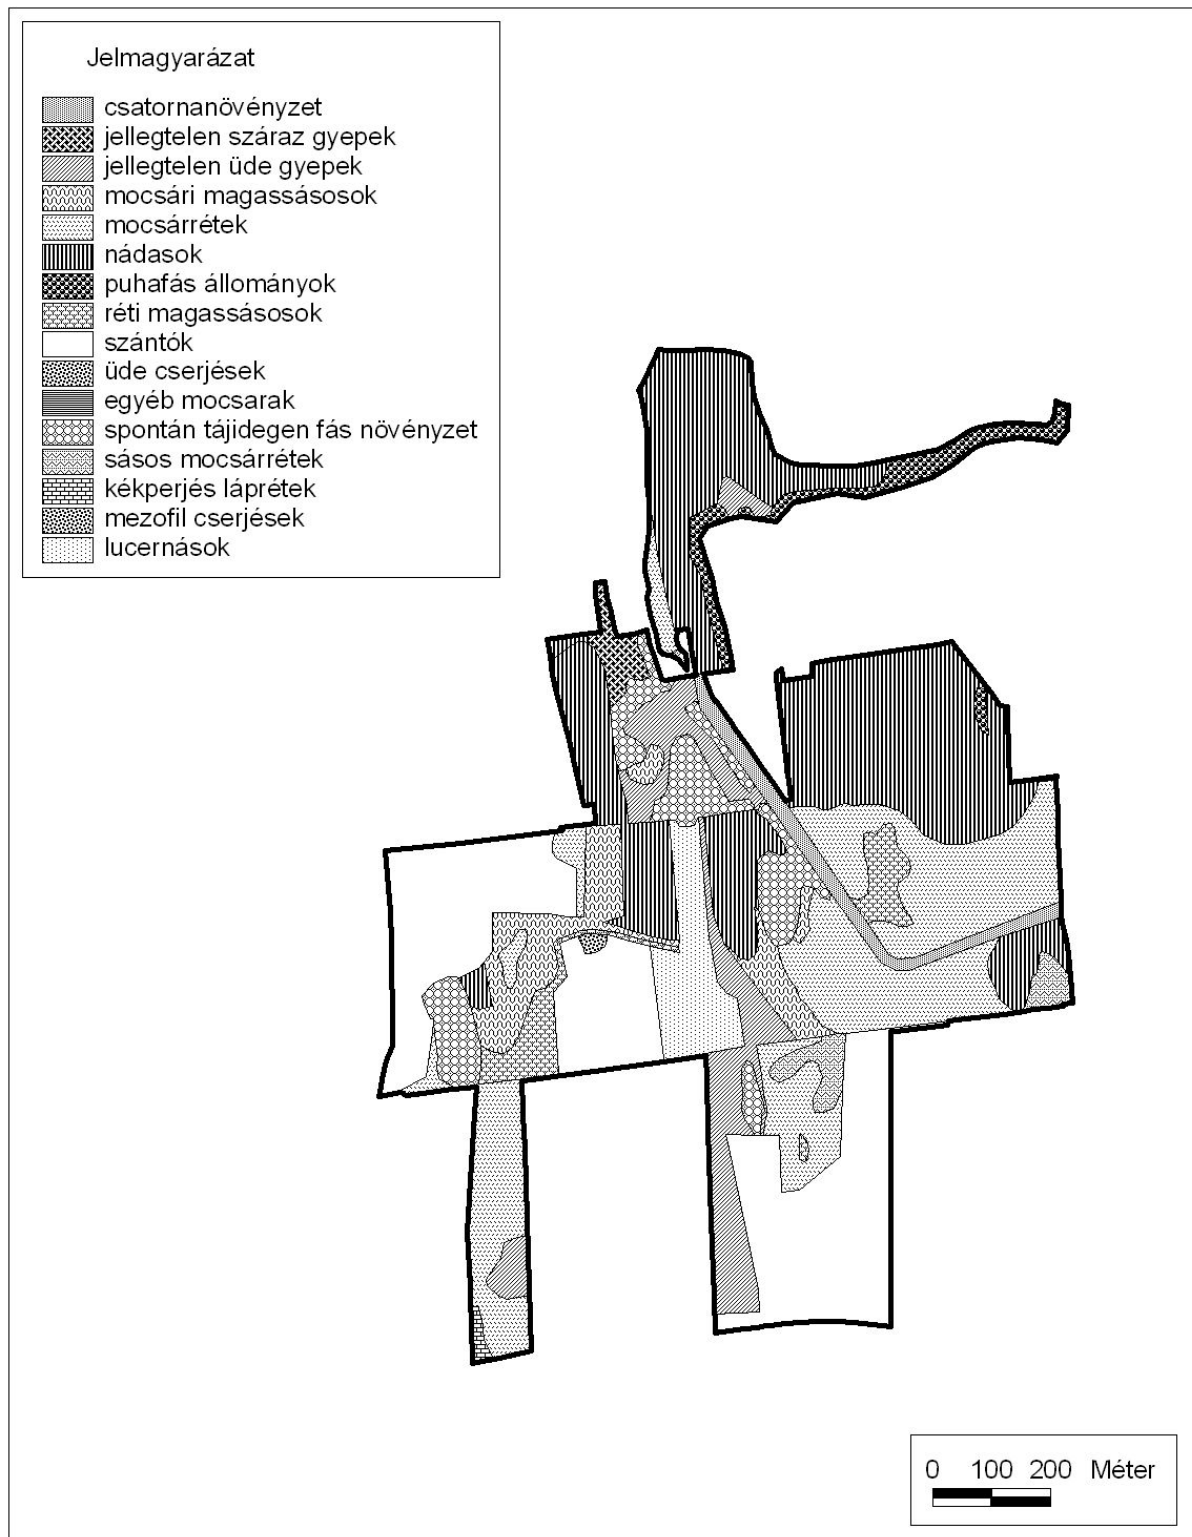 Jelmagyarázat
csatornanövényzet
jellegtelen száraz gyepek
jellegtelen üde gyepek
mocsári magassásosok
mocsárrétek
nádasok
puhafás állományok
réti magassásosok
szántók
üde cserjések
egyéb mocsarak
spontán tájidegen fás növényzet
sásos mocsárrétek
kékperjés láprétek
mezofil cserjések
lucernások
0 100 200 Méter